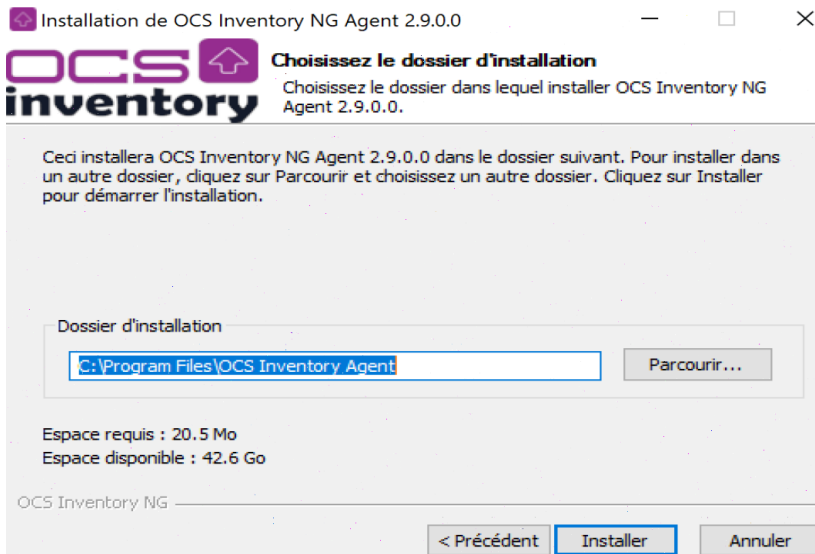 Installation de OCS Inventory NG Agent 2.9.0.0
OCS
inventory
Choisissez le dossier d'installation
Choisissez le dossier dans lequel installer OCS Inventory NG
Agent 2.9.0.0.
Ceci installera OCS Inventory NG Agent 2.9.0.0 dans le dossier suivant. Pour installer dans
un autre dossier, cliquez sur Parcourir et choisissez un autre dossier. Cliquez sur Installer
pour démarrer l'installation.
Dossier d'installation
C:\Program Files\OCS Inventory Agent
Parcourir...
Espace requis : 20.5 Mo
Espace disponible : 42.6 Go
OCS Inventory NG
< Précédent
Installer
Annuler